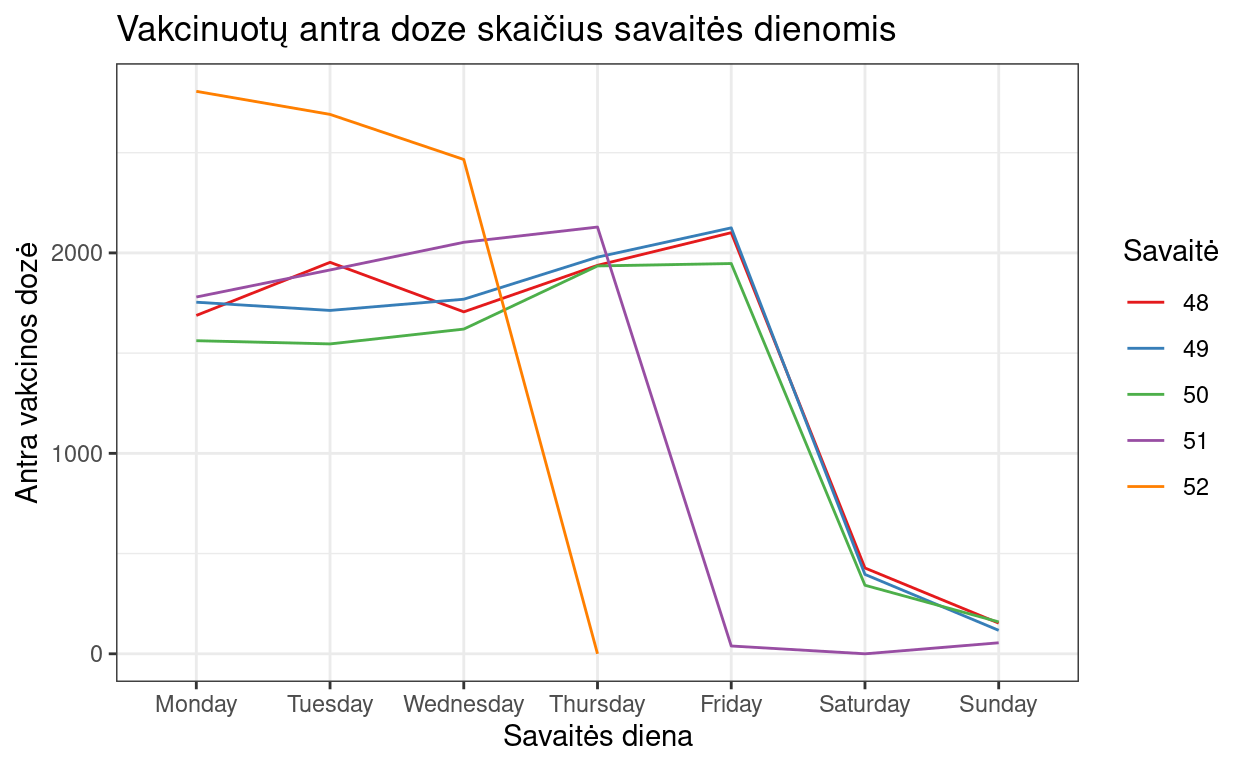 Vakcinuotų antra doze skaičius savaitės dienomis
Antra vakcinos dozė
2000
1000
0
Monday Tuesday Wednesday Thursday Friday Saturday Sunday
Savaitės diena
Savaitė
48
49
50
51
52